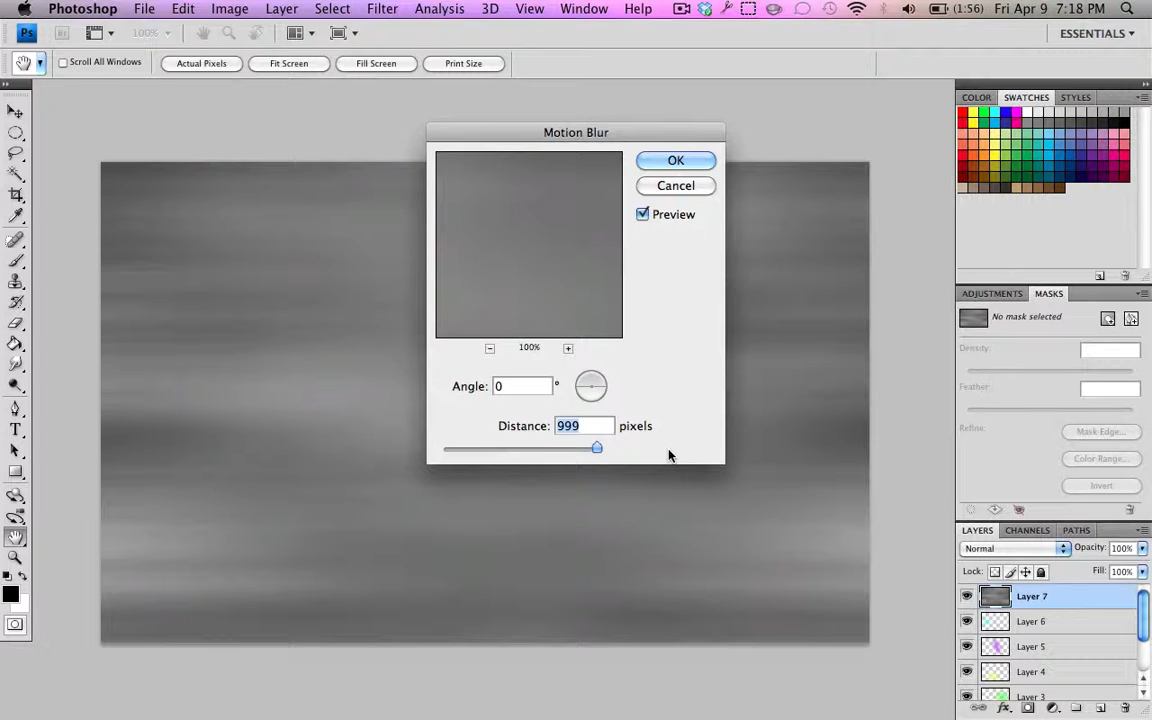 Photoshop File Edit Image Layer Select Filter Analysis 3D View Window Help (1:56) Fri Apr 9 7:18 PM
Ps Br 100% ESSENTIALS
Scroll All Windows Actual Pixels Fit Screen Fill Screen Print Size
COLOR SWATCHES STYLES
Motion Blur
OK
Cancel
Preview
100%
Angle: 0 °
Distance: 999 pixels
ADJUSTMENTS MASKS
No mask selected
Density:
Feather:
Refine: Mask Edge...
Color Range...
Invert
LAYERS CHANNELS PATHS
Normal Opacity: 100%
Lock: Fill: 100%
Layer 7
Layer 6
Layer 5
Layer 4
Layer 3
T
fx